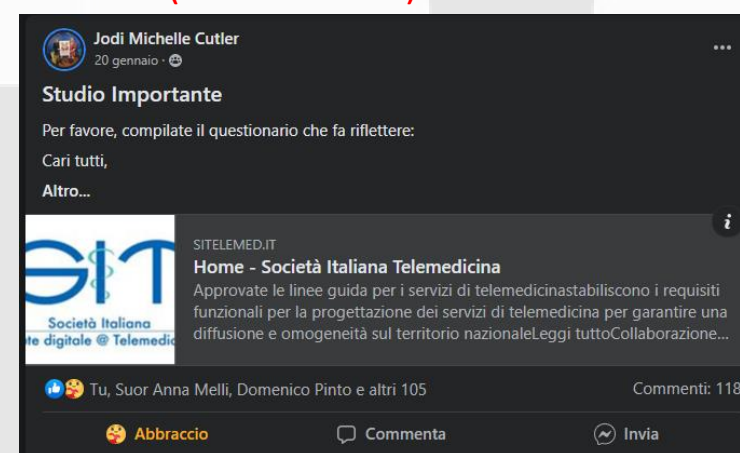 Jodi Michelle Cutler
20 gennaio ·
...
Studio Importante
Per favore, compilate il questionario che fa riflettere:
Cari tutti,
Altro...
i
SIT
Società Italiana
te digitale @ Telemedic
SITELEMED.IT
Home - Società Italiana Telemedicina
Approvate le linee guida per i servizi di telemedicinastabiliscono i requisiti
funzionali per la progettazione dei servizi di telemedicina per garantire una
diffusione e omogeneità sul territorio nazionaleLeggi tuttoCollaborazione...
Tu, Suor Anna Melli, Domenico Pinto e altri 105
Commenti: 118
Abbraccio
Commenta
Invia